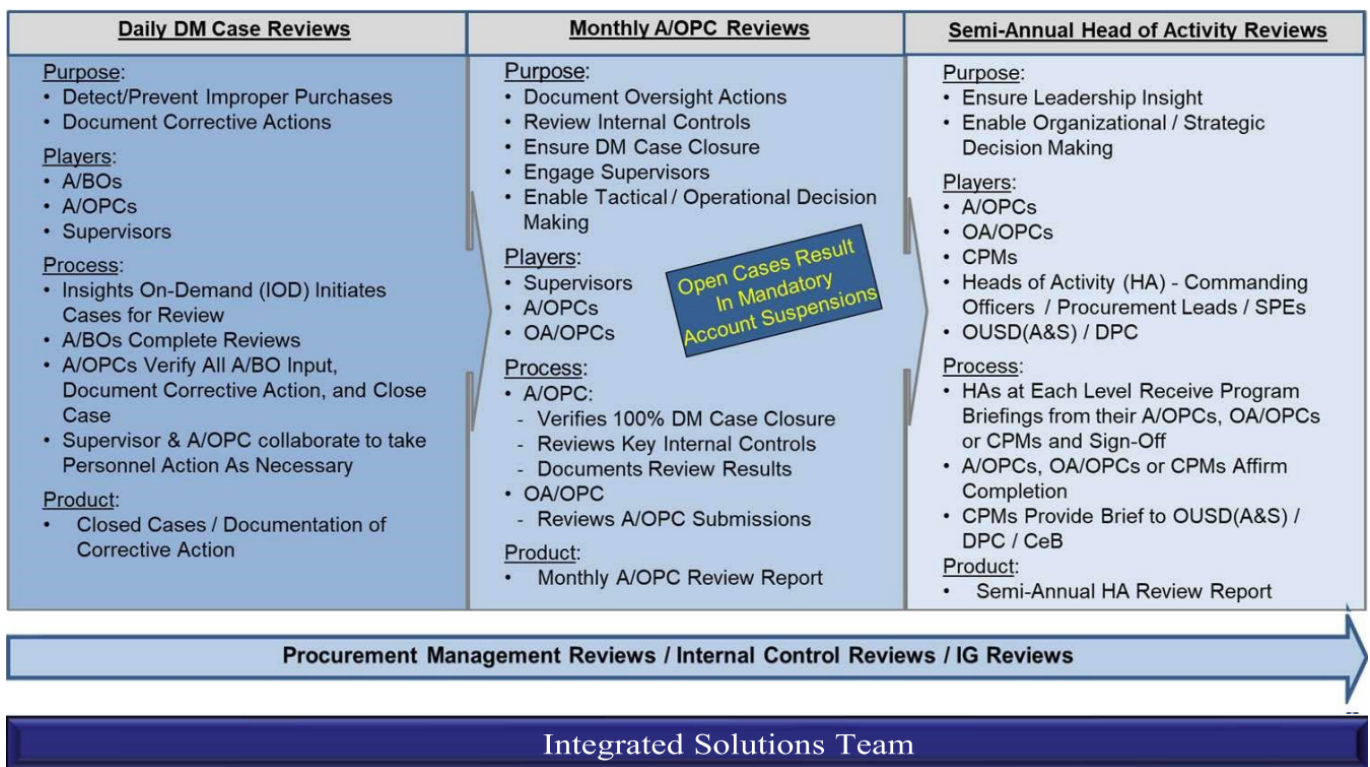 Daily DM Case Reviews
Purpose:
• Detect/Prevent Improper Purchases
• Document Corrective Actions
Players:
• A/BOs
• A/OPCs
• Supervisors
Process:
• Insights On-Demand (IOD) Initiates
Cases for Review
• A/BOs Complete Reviews
• A/OPCs Verify All A/BO Input,
Document Corrective Action, and Close
Case
• Supervisor & A/OPC collaborate to take
Personnel Action As Necessary
Product:
• Closed Cases / Documentation of
Corrective Action
Monthly A/OPC Reviews
Purpose:
• Document Oversight Actions
• Review Internal Controls
• Ensure DM Case Closure
• Engage Supervisors
• Enable Tactical / Operational Decision
Making
Players:
• Supervisors
• A/OPCs
• OA/OPCs
Open Cases Result
In Mandatory
Account Suspensions
Process:
• A/OPC:
- Verifies 100% DM Case Closure
- Reviews Key Internal Controls
- Documents Review Results
• OA/OPC
- Reviews A/OPC Submissions
Product:
• Monthly A/OPC Review Report
Semi-Annual Head of Activity Reviews
Purpose:
• Ensure Leadership Insight
• Enable Organizational / Strategic
Decision Making
Players:
• A/OPCs
• OA/OPCs
• CPMs
• Heads of Activity (HA) - Commanding
Officers / Procurement Leads / SPEs
• OUSD(A&S) / DPC
Process:
• HAs at Each Level Receive Program
Briefings from their A/OPCs, OA/OPCs
or CPMs and Sign-Off
• A/OPCs, OA/OPCs or CPMs Affirm
Completion
• CPMs Provide Brief to OUSD(A&S) /
DPC / CeB
Product:
• Semi-Annual HA Review Report
Procurement Management Reviews / Internal Control Reviews / IG Reviews
Integrated Solutions Team